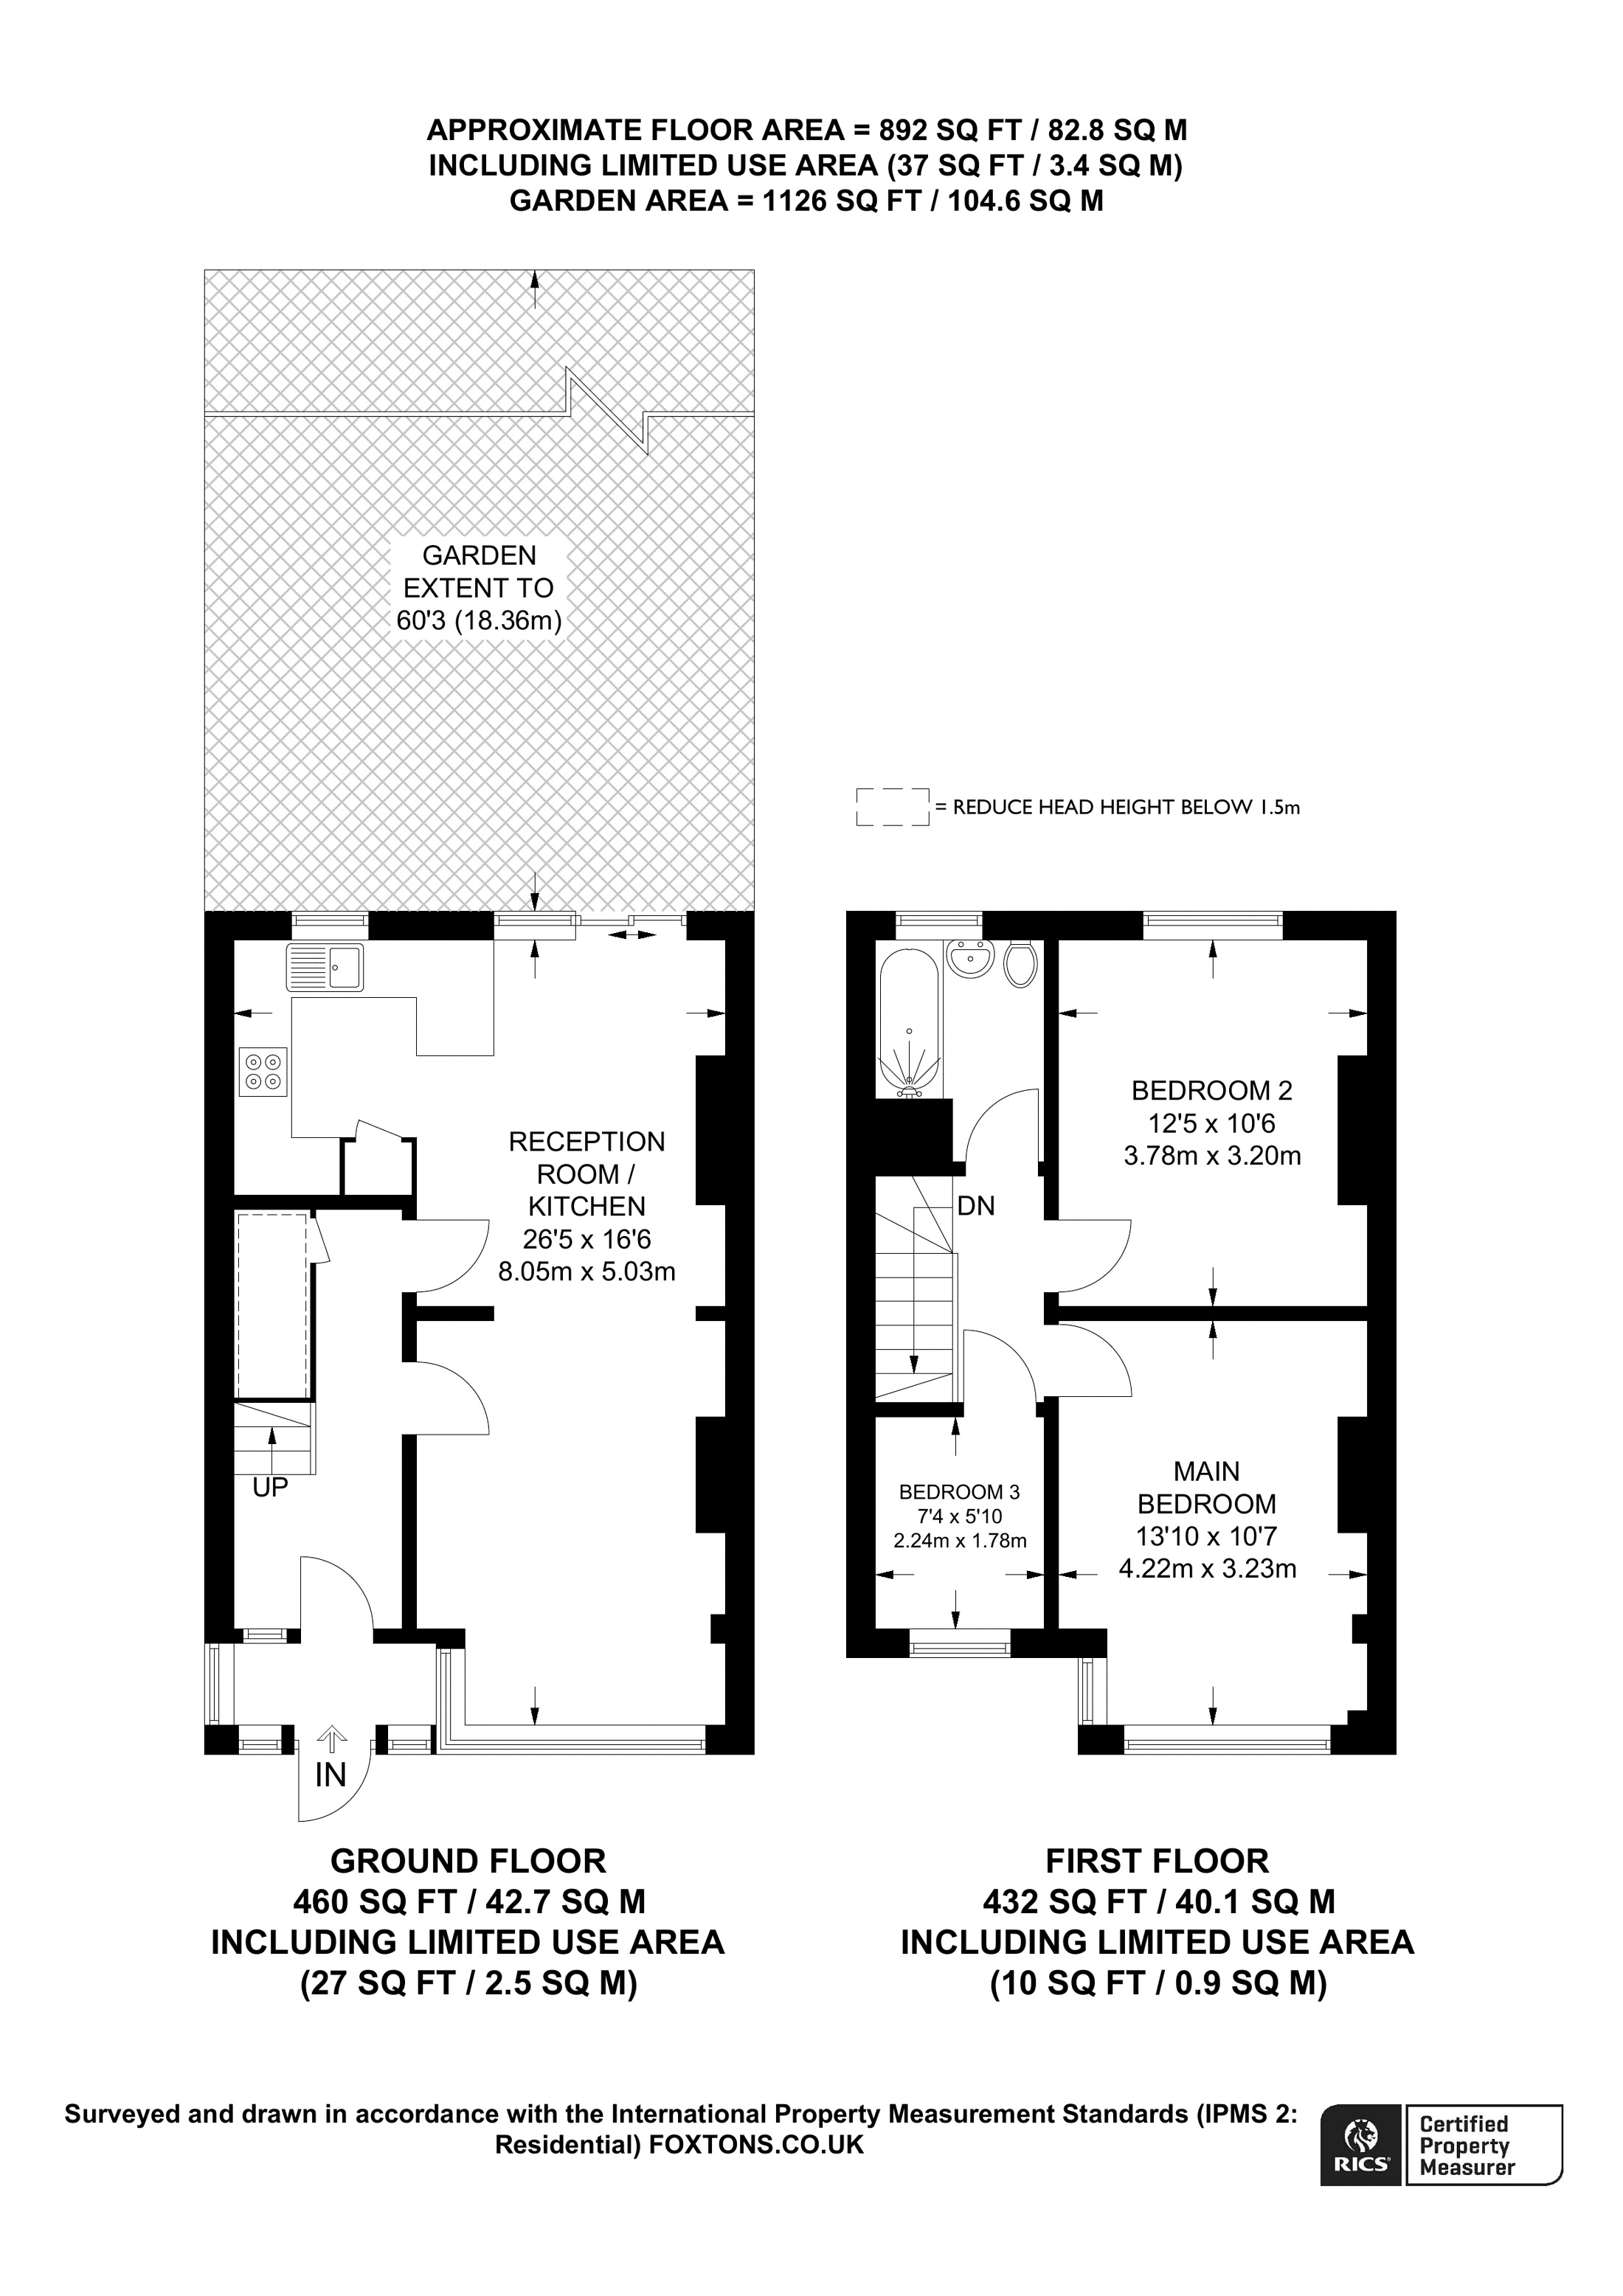 APPROXIMATE FLOOR AREA = 892 SQ FT / 82.8 SQ M
INCLUDING LIMITED USE AREA (37 SQ FT / 3.4 SQ M)
GARDEN AREA = 1126 SQ FT / 104.6 SQ M
GARDEN
EXTENT TO
60'3 (18.36m)
= REDUCE HEAD HEIGHT BELOW 1.5m
RECEPTION
ROOM /
KITCHEN
26'5 x 16'6
8.05m x 5.03m
UP
IN
BEDROOM 2
12'5 x 10'6
3.78m x 3.20m
DN
BEDROOM 3
7'4 x 5'10
2.24m x 1.78m
MAIN
BEDROOM
13'10 x 10'7
4.22m x 3.23m
GROUND FLOOR
460 SQ FT / 42.7 SQ M
INCLUDING LIMITED USE AREA
(27 SQ FT / 2.5 SQ M)
FIRST FLOOR
432 SQ FT / 40.1 SQ M
INCLUDING LIMITED USE AREA
(10 SQ FT / 0.9 SQ M)
Surveyed and drawn in accordance with the International Property Measurement Standards (IPMS 2:
Residential) FOXTONS.CO.UK
RICS
Certified
Property
Measurer